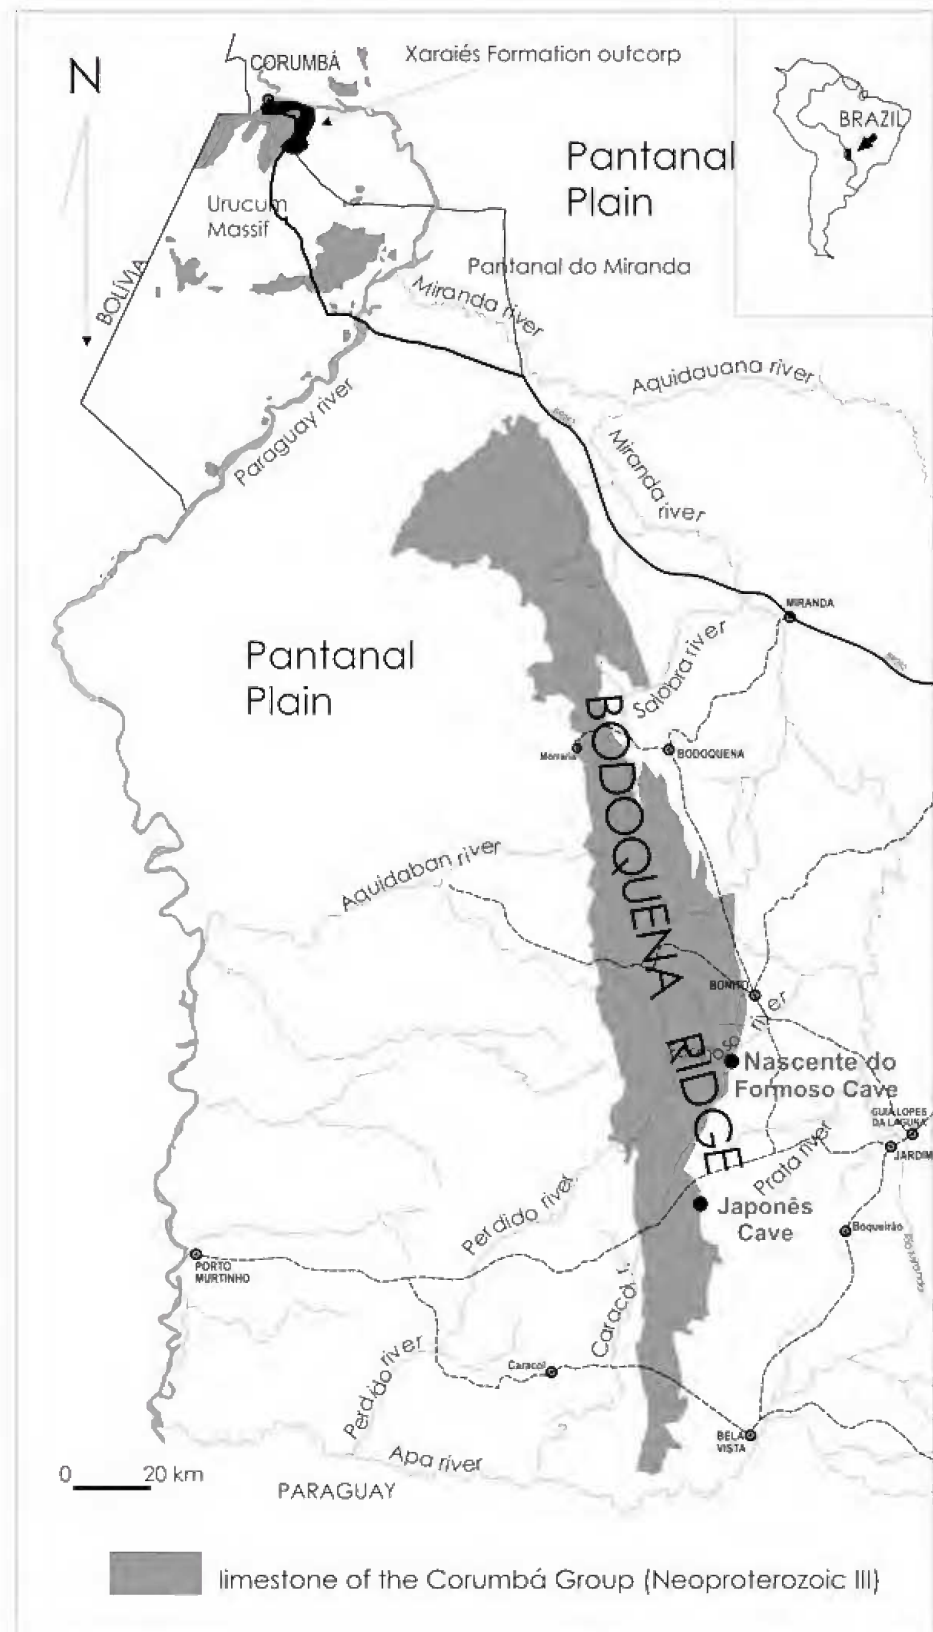 N
CORUMBÁ
Xaraiés Formation outcorp
BRAZIL
Pantanal
Plain
Urucum
Massif
BOLÍVIA
Pantanal do Miranda
Miranda river
Aquidauana river
Paraguay river
Miranda
river
MIRANDA
Pantanal
Plain
Salobra river
Morraria
BODOQUENA
BODOQUENA RIDGE
Aquidaban river
BONITO
river
Nascente do
Formoso Cave
GUIA LOPES
DA LAGUNA
JARDIM
Prata river
Perdido river
Japonês
Cave
Boqueirão
PORTO
MURTINHO
Caracol r.
Caracol
Perdido river
BELA
VISTA
Apa river
0 20 km
PARAGUAY
limestone of the Corumbá Group (Neoproterozoic III)